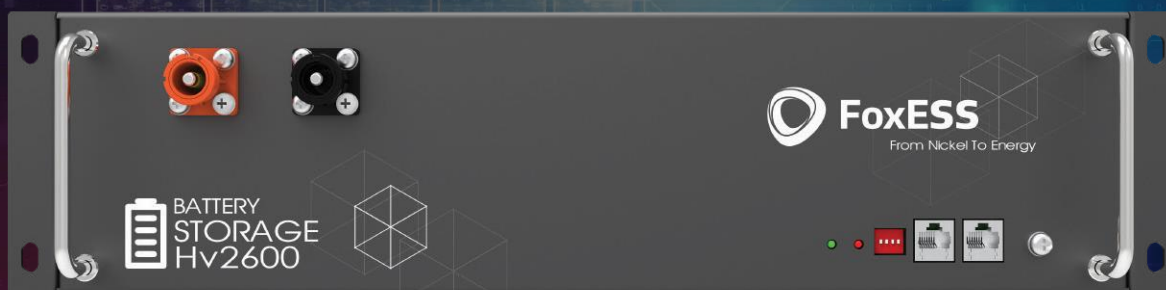 FoxESS
From Nickel To Energy
BATTERY
STORAGE
Hv2600